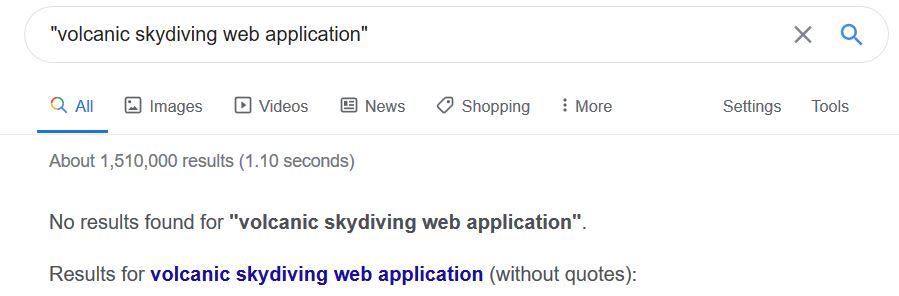 "volcanic skydiving web application"
All Images Videos News Shopping More Settings Tools
About 1,510,000 results (1.10 seconds)
No results found for "volcanic skydiving web application".
Results for volcanic skydiving web application (without quotes):